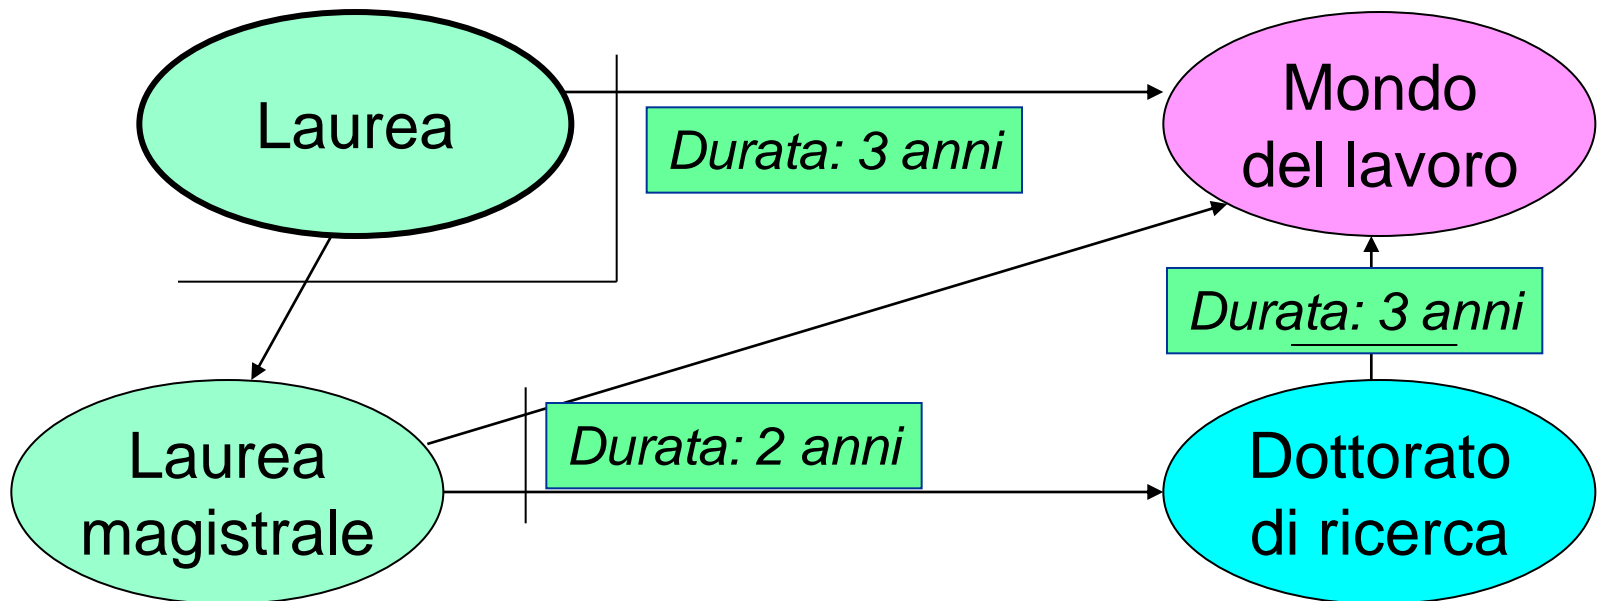 Laurea
Durata: 3 anni
Mondo
del lavoro
Durata: 3 anni
Laurea
magistrale
Durata: 2 anni
Dottorato
di ricerca